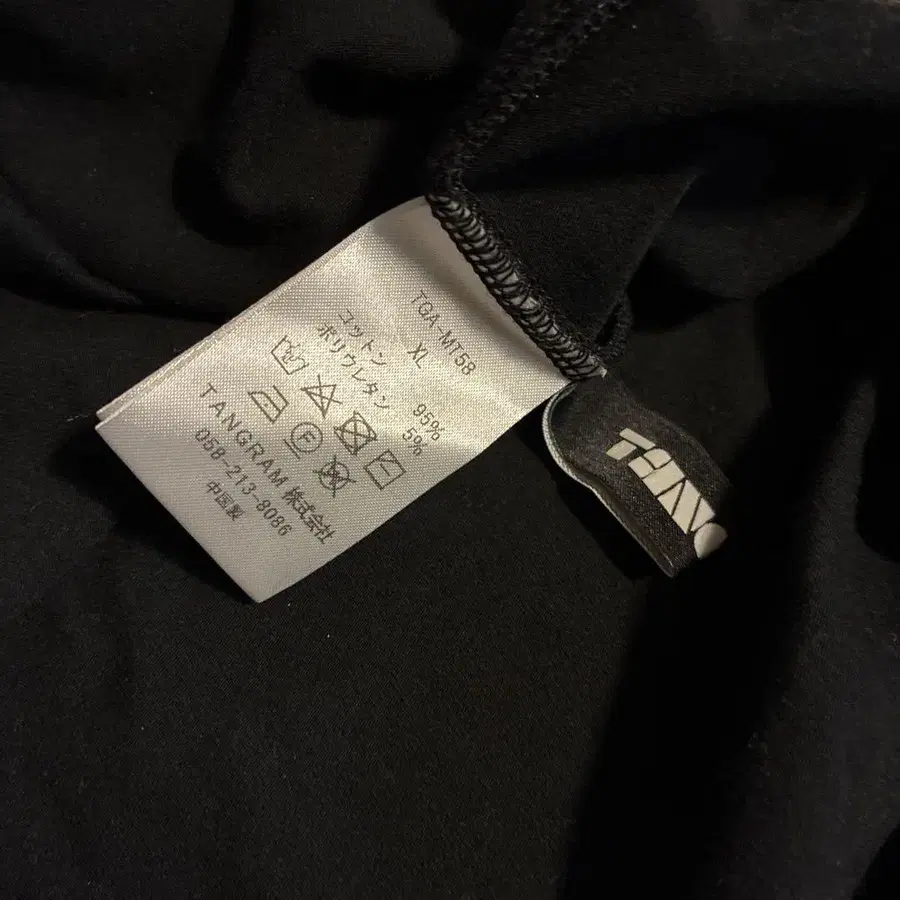 TGA-MT58
XL
コットン 95%
ポリウレタン 5%
F
TANGRAM 株式会社
058-213-8086
中国製
TANG